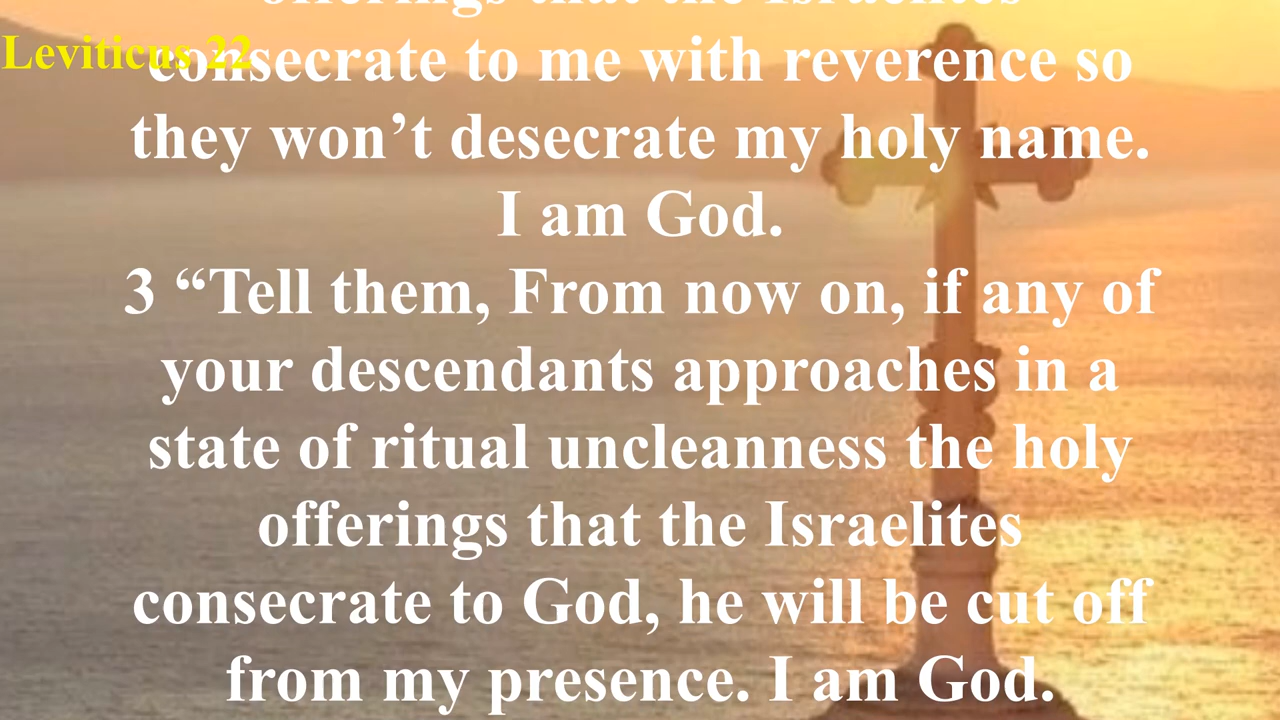 offerings that the Israelites
Leviticus 22
consecrate to me with reverence so
they won’t desecrate my holy name.
I am God.
3 “Tell them, From now on, if any of
your descendants approaches in a
state of ritual uncleanness the holy
offerings that the Israelites
consecrate to God, he will be cut off
from my presence. I am God.